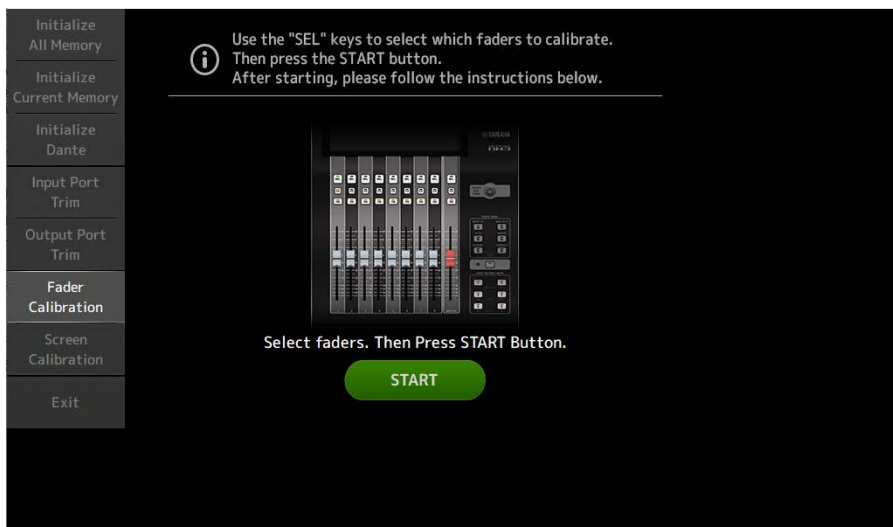 Initialize
All Memory
Initialize
Current Memory
Initialize
Dante
Input Port
Trim
Output Port
Trim
Fader
Calibration
Screen
Calibration
Exit
Use the "SEL" keys to select which faders to calibrate.
Then press the START button.
After starting, please follow the instructions below.
YAMAHA
Select faders. Then Press START Button.
START